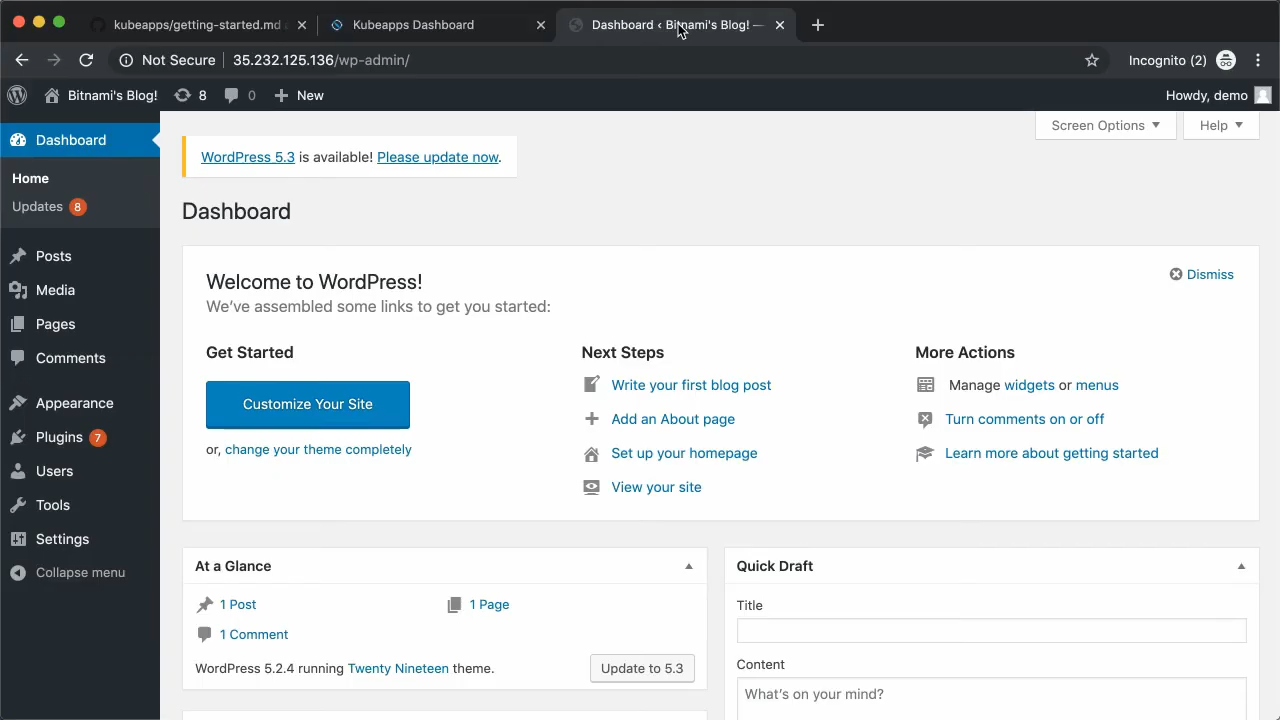 kubeapps/getting-started.md
Kubeapps Dashboard
Dashboard ‹ Bitnami's Blog! —
Not Secure
35.232.125.136/wp-admin/
Incognito (2)
Bitnami's Blog!
8
0
New
Howdy, demo
Dashboard
Home
Updates 8
Posts
Media
Pages
Comments
Appearance
Plugins 7
Users
Tools
Settings
Collapse menu
Screen Options
Help
WordPress 5.3 is available! Please update now.
Dashboard
Welcome to WordPress!
We've assembled some links to get you started:
Dismiss
Get Started
Customize Your Site
or, change your theme completely
Next Steps
Write your first blog post
Add an About page
Set up your homepage
View your site
More Actions
Manage widgets or menus
Turn comments on or off
Learn more about getting started
At a Glance
1 Post
1 Page
1 Comment
WordPress 5.2.4 running Twenty Nineteen theme.
Update to 5.3
Quick Draft
Title
Content
What's on your mind?